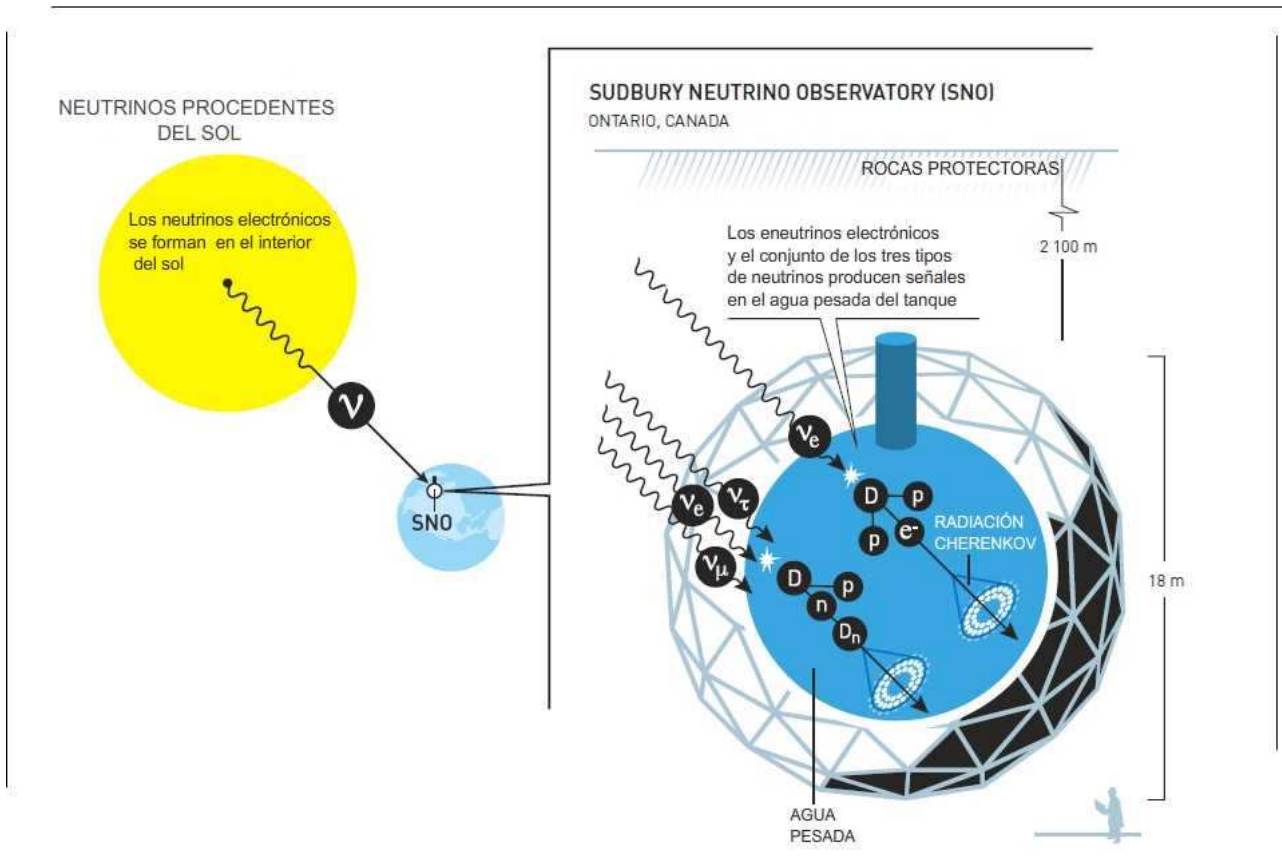 NEUTRINOS PROCEDENTES
DEL SOL
Los neutrinos electrónicos
se forman en el interior
del sol
ν
SNO
SUDBURY NEUTRINO OBSERVATORY (SNO)
ONTARIO, CANADA
ROCAS PROTECTORAS
2 100 m
Los eneutrinos electrónicos
y el conjunto de los tres tipos
de neutrinos producen señales
en el agua pesada del tanque
νe
D
p
p
e-
RADIACIÓN
CHERENKOV
νe
ντ
νμ
D
p
n
Dn
18 m
AGUA
PESADA